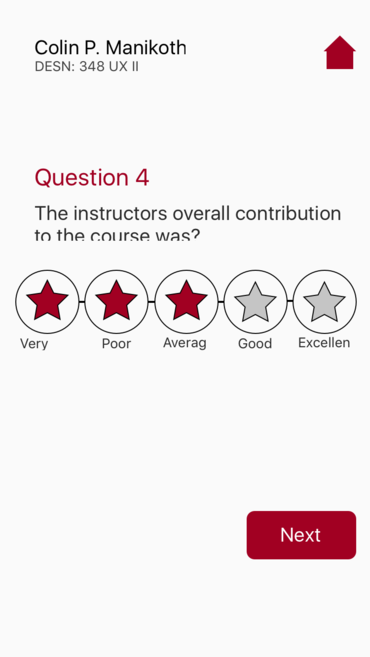 Colin P. Manikoth
DESN: 348 UX II
Question 4
The instructors overall contribution
to the course was?
Very
Poor
Averag
Good
Excellen
Next